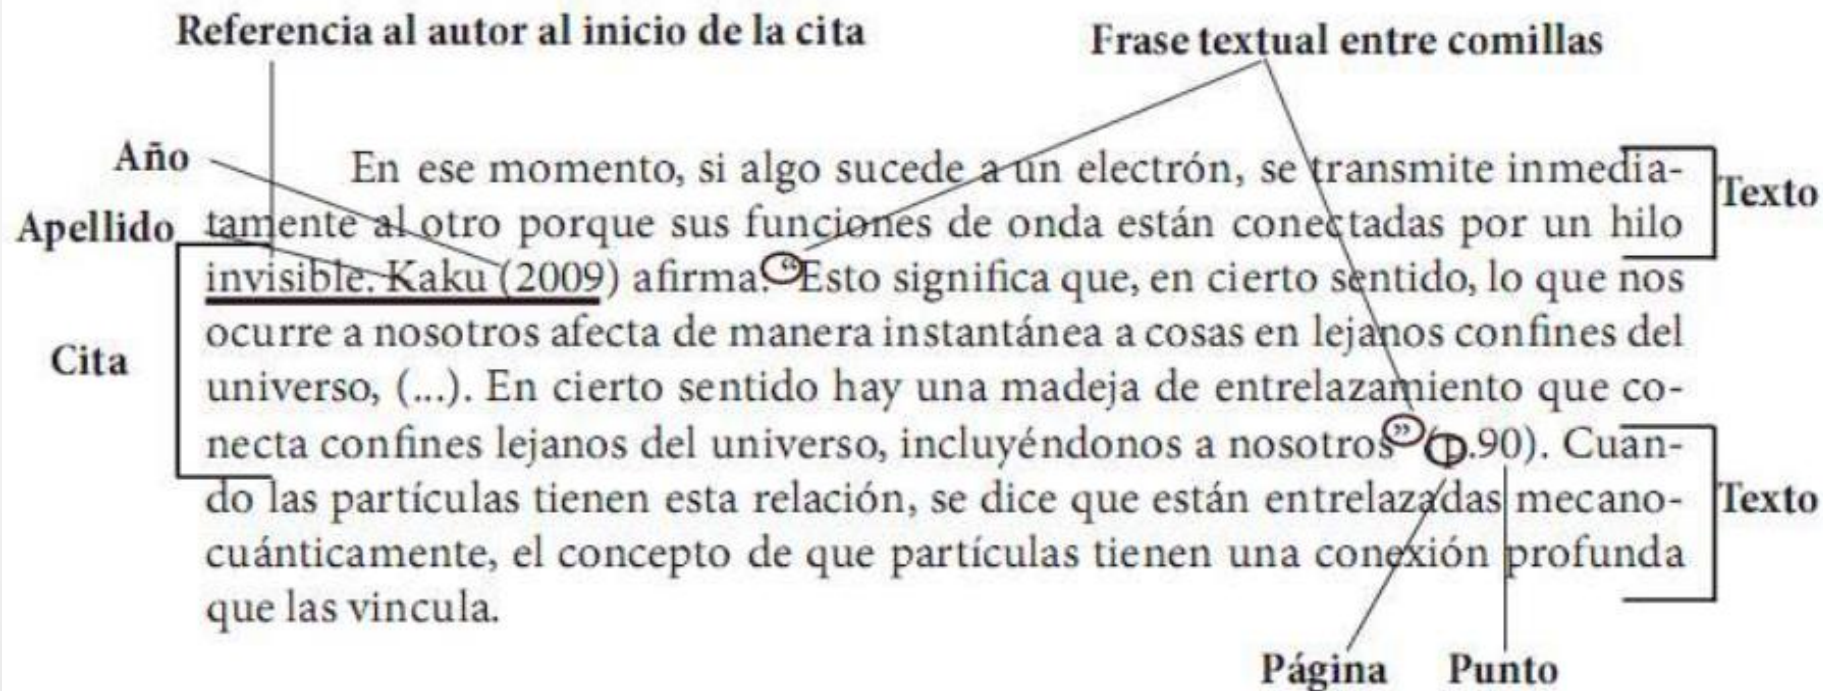 Referencia al autor al inicio de la cita
Frase textual entre comillas
Año
En ese momento, si algo sucede a un electrón, se transmite inmedia-
Texto
Apellido
tamente al otro porque sus funciones de onda están conectadas por un hilo
invisible. Kaku (2009) afirma: “Esto significa que, en cierto sentido, lo que nos
ocurre a nosotros afecta de manera instantánea a cosas en lejanos confines del
Cita
universo, (...). En cierto sentido hay una madeja de entrelazamiento que co-
necta confines lejanos del universo, incluyéndonos a nosotros” (p.90). Cuan-
do las partículas tienen esta relación, se dice que están entrelazadas mecano-
Texto
cuánticamente, el concepto de que partículas tienen una conexión profunda
que las vincula.
Página
Punto